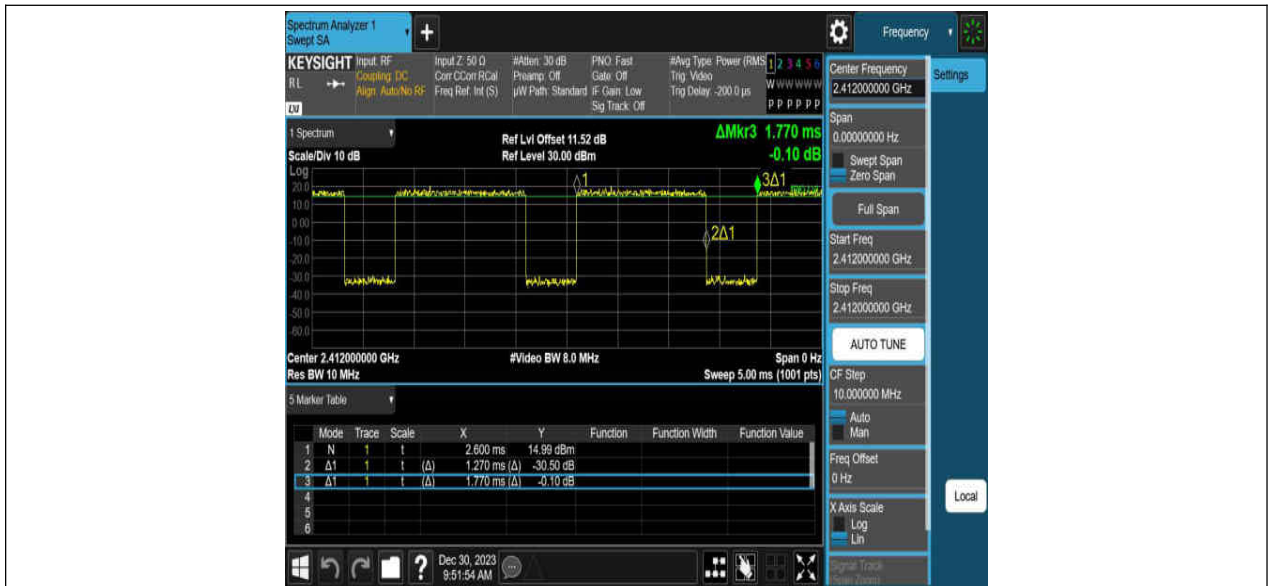 Spectrum Analyzer 1
Swept SA
+
Frequency
KEYSIGHT
RL
LXI
Input: RF
Coupling: DC
Align: Auto/No RF
Input Z: 50 Ω
Corr CCorr RCal
Freq Ref: Int (S)
#Atten: 30 dB
Preamp: Off
µW Path: Standard
PNO: Fast
Gate: Off
IF Gain: Low
Sig Track: Off
#Avg Type: Power (RMS
Trig: Video
Trig Delay: -200.0 µs
1 2 3 4 5 6
W W W W W W
P P P P P P
1 Spectrum
Scale/Div 10 dB
Ref Lvl Offset 11.52 dB
Ref Level 30.00 dBm
ΔMkr3 1.770 ms
-0.10 dB
Log
20.0
10.0
0.00
-10.0
-20.0
-30.0
-40.0
-50.0
-60.0
1
3Δ1
2Δ1
Center 2.412000000 GHz
#Video BW 8.0 MHz
Span 0 Hz
Res BW 10 MHz
Sweep 5.00 ms (1001 pts)
5 Marker Table
Mode Trace Scale X Y Function Function Width Function Value
1 N 1 t 2.600 ms 14.99 dBm
2 Δ1 1 t (Δ) 1.270 ms (Δ) -30.50 dB
3 Δ1 1 t (Δ) 1.770 ms (Δ) -0.10 dB
4
5
6
Center Frequency
2.412000000 GHz
Settings
Span
0.00000000 Hz
Swept Span
Zero Span
Full Span
Start Freq
2.412000000 GHz
Stop Freq
2.412000000 GHz
AUTO TUNE
CF Step
10.000000 MHz
Auto
Man
Freq Offset
0 Hz
X Axis Scale
Log
Lin
Signal Track
(Span Zoom)
Local
?
Dec 30, 2023
9:51:54 AM